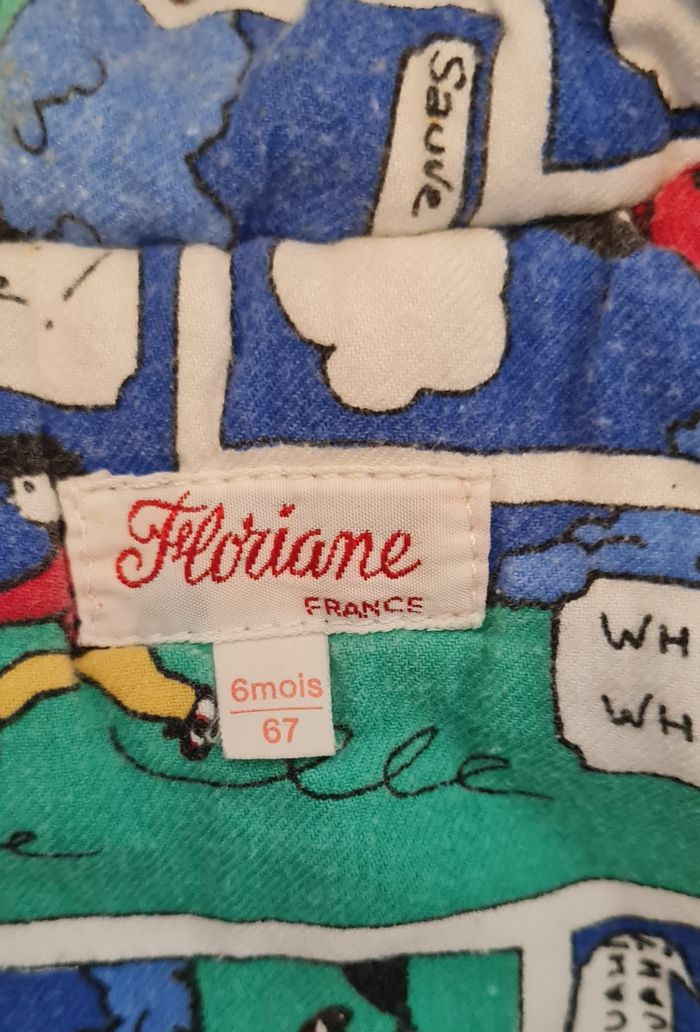 Sauve
Floriane
FRANCE
6mois
67
WH
WH